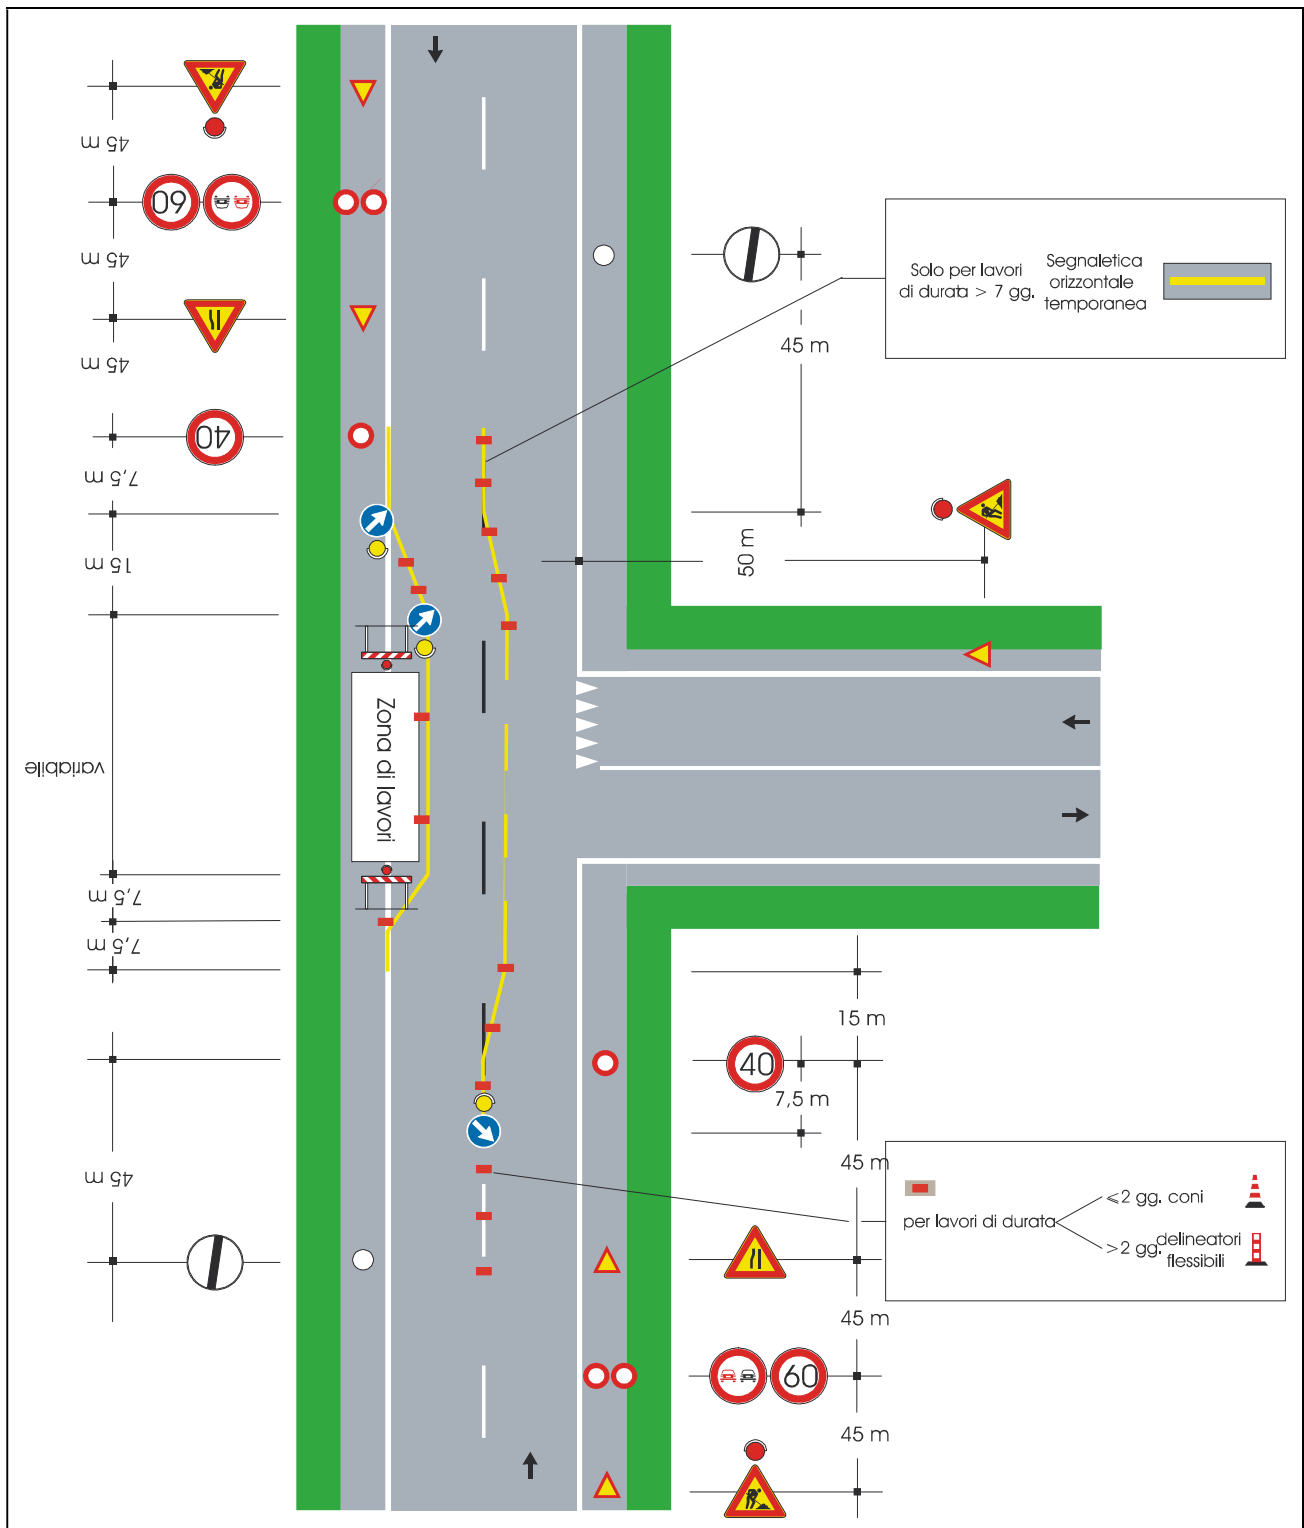 45 m
60
45 m
45 m
40
7,5 m
15 m
variabile
7,5 m
7,5 m
45 m
Zona di lavori
45 m
50 m
Solo per lavori
di durata > 7 gg.
Segnaletica
orizzontale
temporanea
15 m
40
7,5 m
45 m
45 m
60
45 m
per lavori di durata
≤2 gg. coni
>2 gg. delineatori
flessibili